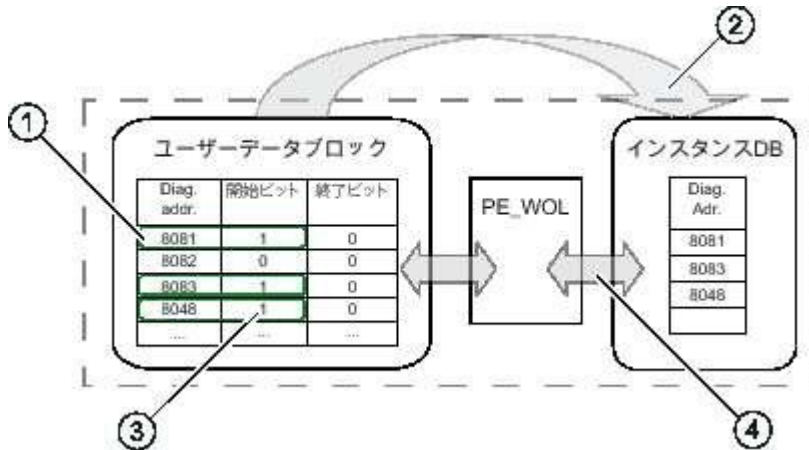 ②
①
ユーザーデータブロック
Diag. addr. 開始ビット 終了ビット
8081 1 0
8082 0 0
8083 1 0
8048 1 0
.... .... ...
PE_WOL
インスタンスDB
Diag. Adr.
8081
8083
8048
③
④